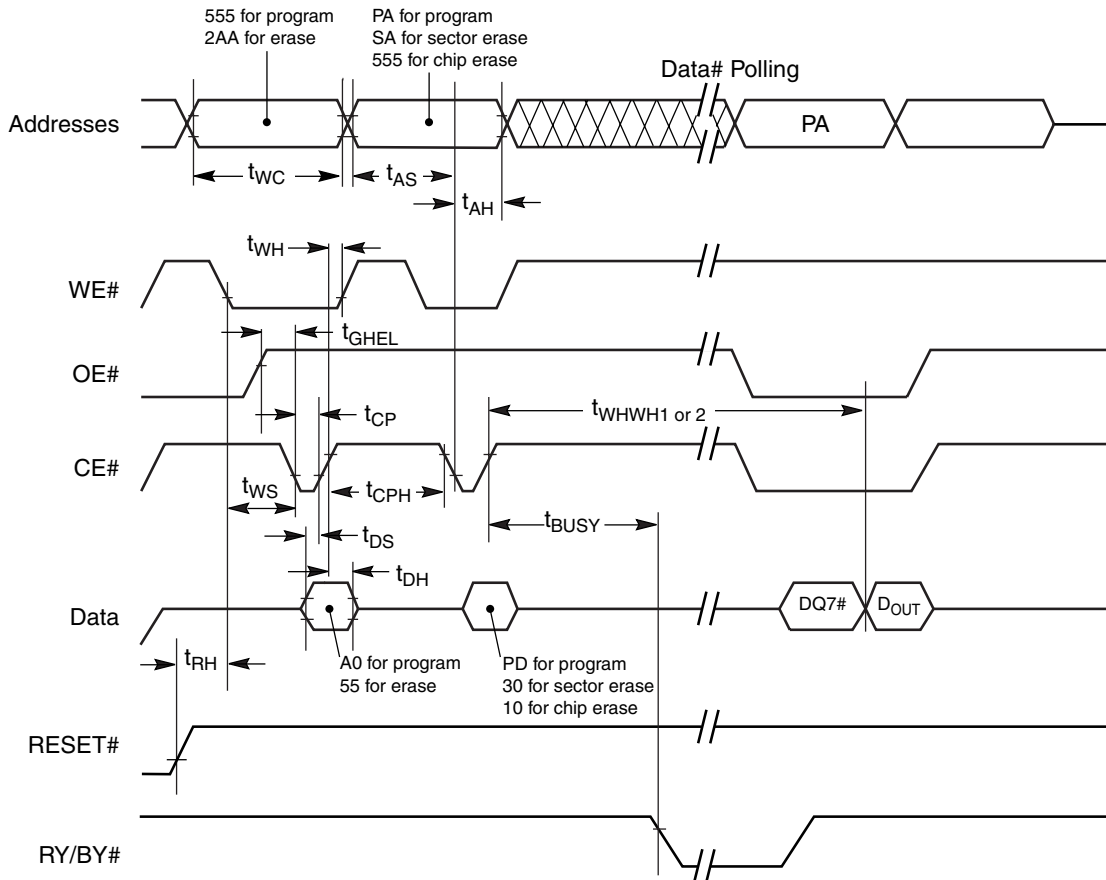 555 for program
2AA for erase
PA for program
SA for sector erase
555 for chip erase
Data# Polling
Addresses
PA
tWC
tAS
tAH
tWH
WE#
tGHEL
OE#
tWHWH1 or 2
tCP
CE#
tWS
tCPH
tBUSY
tDS
tDH
Data
DQ7#
DOUT
tRH
A0 for program
55 for erase
PD for program
30 for sector erase
10 for chip erase
RESET#
RY/BY#